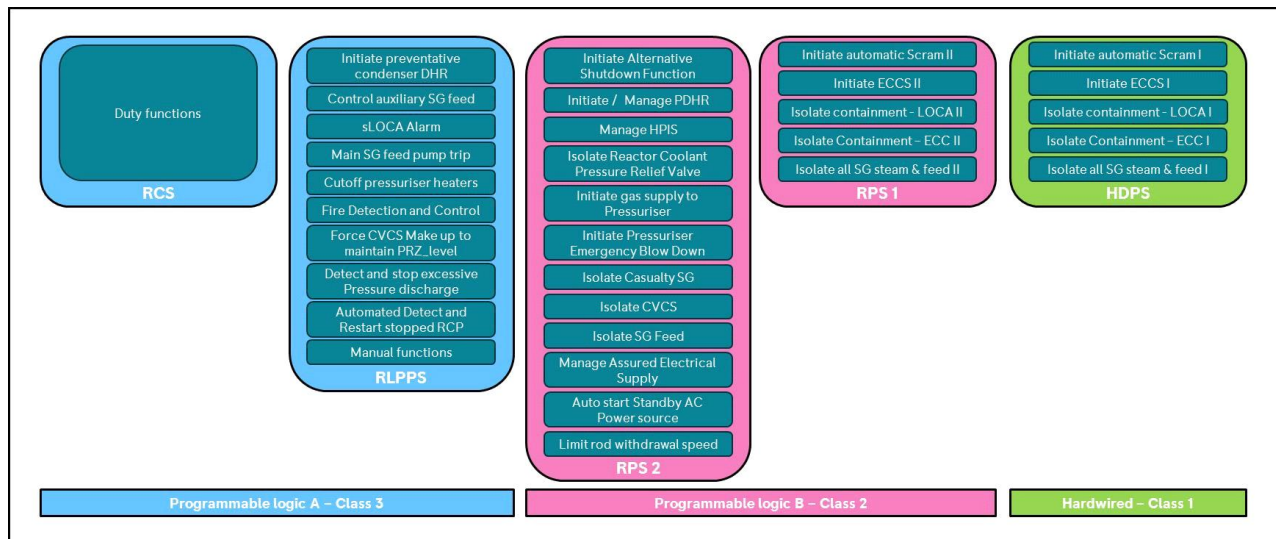 Duty functions
RCS
Initiate preventative
condenser DHR
Control auxiliary SG feed
sLOCA Alarm
Main SG feed pump trip
Cutoff pressuriser heaters
Fire Detection and Control
Force CVCS Make up to
maintain PRZ_level
Detect and stop excessive
Pressure discharge
Automated Detect and
Restart stopped RCP
Manual functions
RLPPS
Initiate Alternative
Shutdown Function
Initiate / Manage PDHR
Manage HPIS
Isolate Reactor Coolant
Pressure Relief Valve
Initiate gas supply to
Pressuriser
Initiate Pressuriser
Emergency Blow Down
Isolate Casualty SG
Isolate CVCS
Isolate SG Feed
Manage Assured Electrical
Supply
Auto start Standby AC
Power source
Limit rod withdrawal speed
RPS 2
Initiate automatic Scram II
Initiate ECCS II
Isolate containment - LOCA II
Isolate Containment – ECC II
Isolate all SG steam & feed II
RPS 1
Initiate automatic Scram I
Initiate ECCS I
Isolate containment - LOCA I
Isolate Containment – ECC I
Isolate all SG steam & feed I
HDPS
Programmable logic A – Class 3
Programmable logic B – Class 2
Hardwired – Class 1